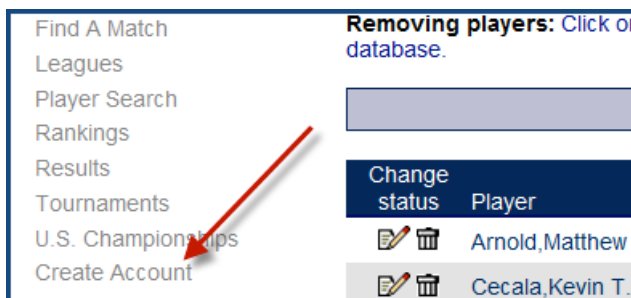 Find A Match
Leagues
Player Search
Rankings
Results
Tournaments
U.S. Championships
Create Account
Removing players: Click o
database.
Change
status Player
Arnold,Matthew
Cecala,Kevin T.